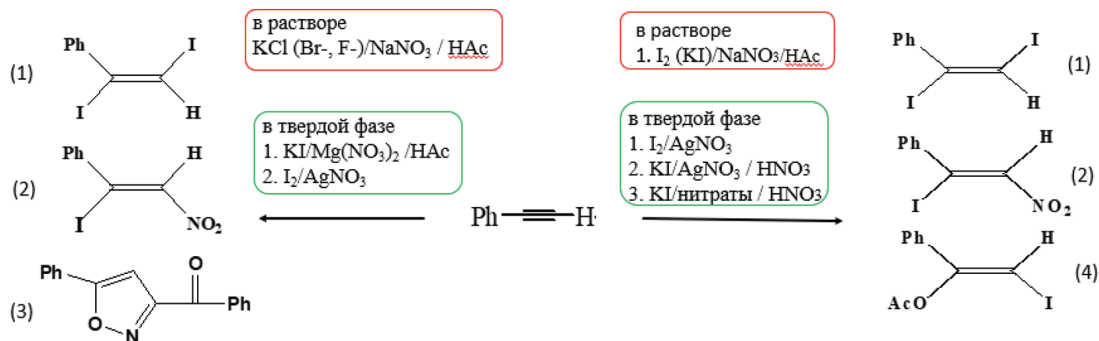 в растворе
KCl (Br-, F-)/NaNO₃ / HAc
в растворе
1. I₂ (KI)/NaNO₃/HAc
Ph
I
(1)
I
H
Ph
I
(1)
I
H
в твердой фазе
1. KI/Mg(NO₃)₂ /HAc
2. I₂/AgNO₃
в твердой фазе
1. I₂/AgNO₃
2. KI/AgNO₃ / HNO₃
3. KI/нитраты / HNO₃
Ph
H
(2)
I
NO₂
Ph
H
(2)
I
NO₂
Ph
H
Ph
O
(3)
O
N
Ph
Ph
H
(4)
AcO
I